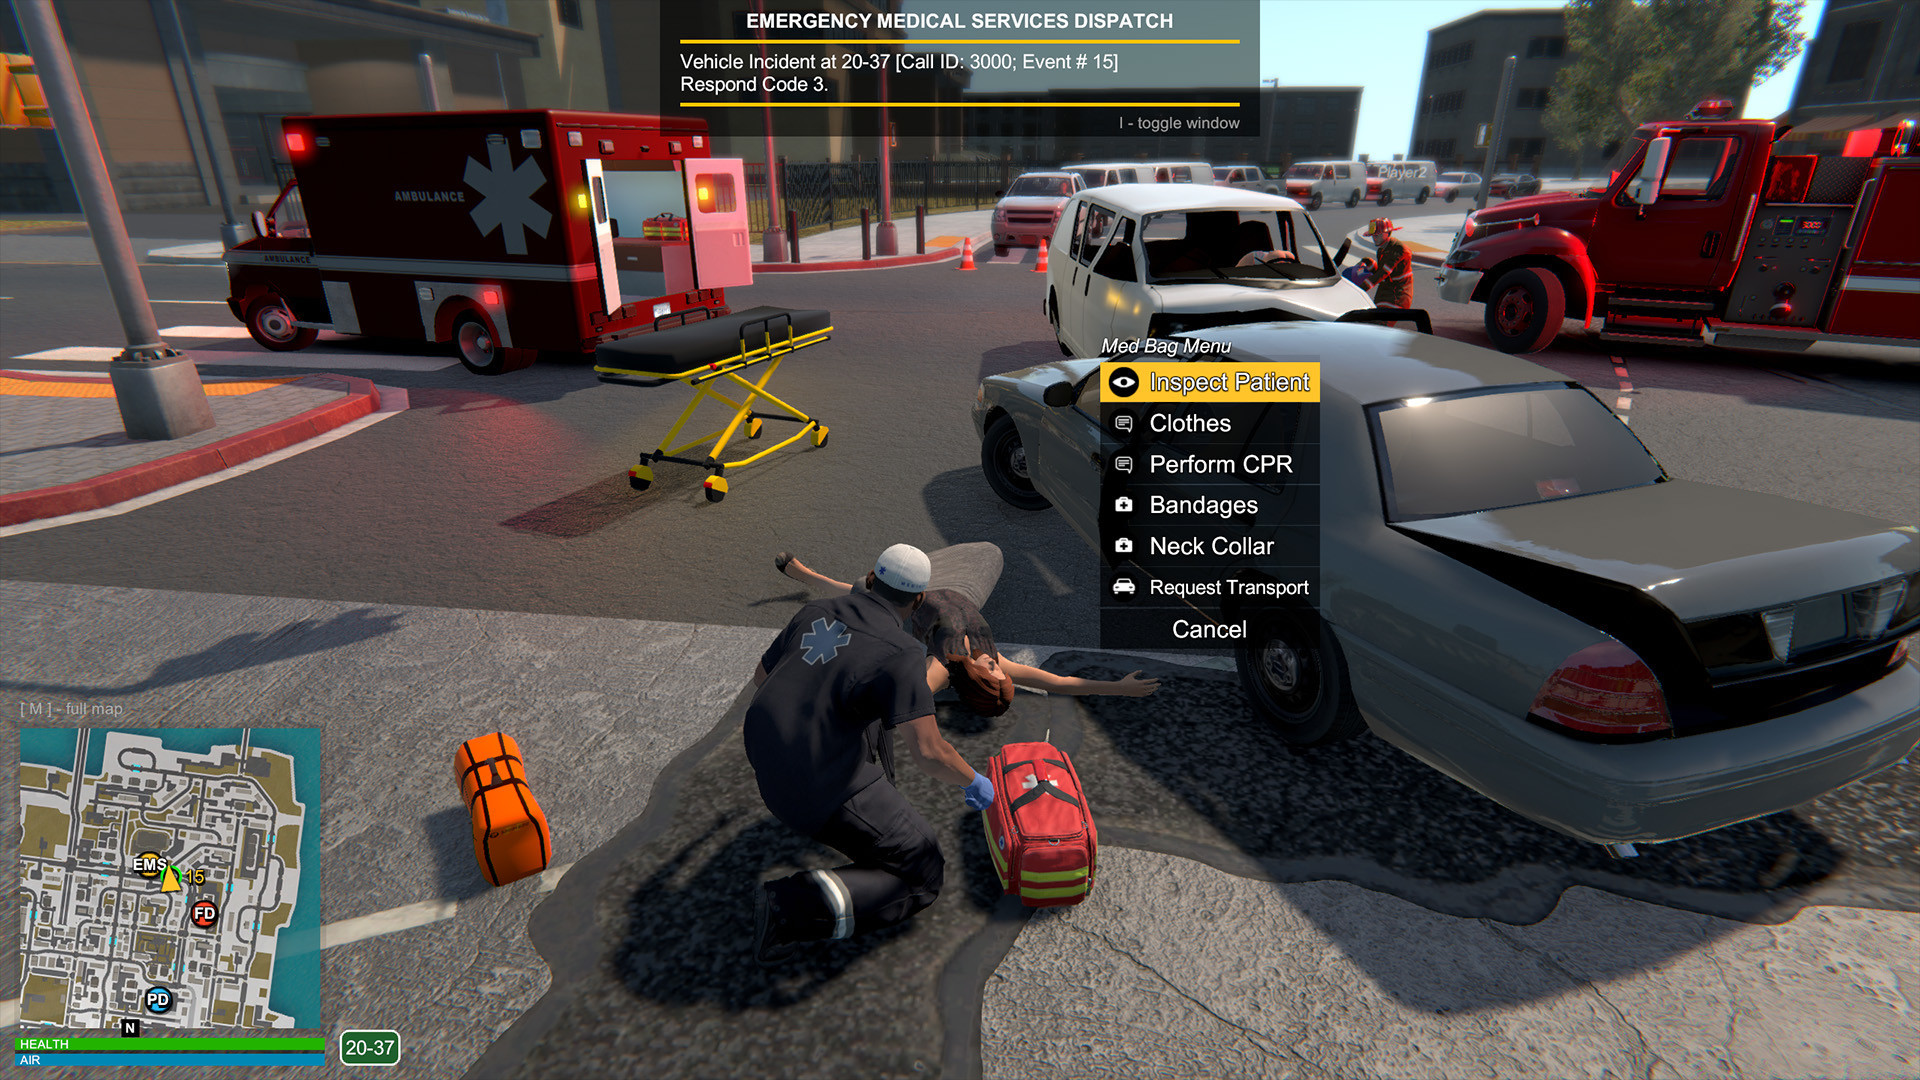 EMERGENCY MEDICAL SERVICES DISPATCH
Vehicle Incident at 20-37 [Call ID: 3000; Event # 15]
Respond Code 3.
I - toggle window
AMBULANCE
AMBULANCE
Player2
Med Bag Menu
Inspect Patient
Clothes
Perform CPR
Bandages
Neck Collar
Request Transport
Cancel
[ M ] - full map
EMS
15
FD
PD
N
HEALTH
AIR
20-37